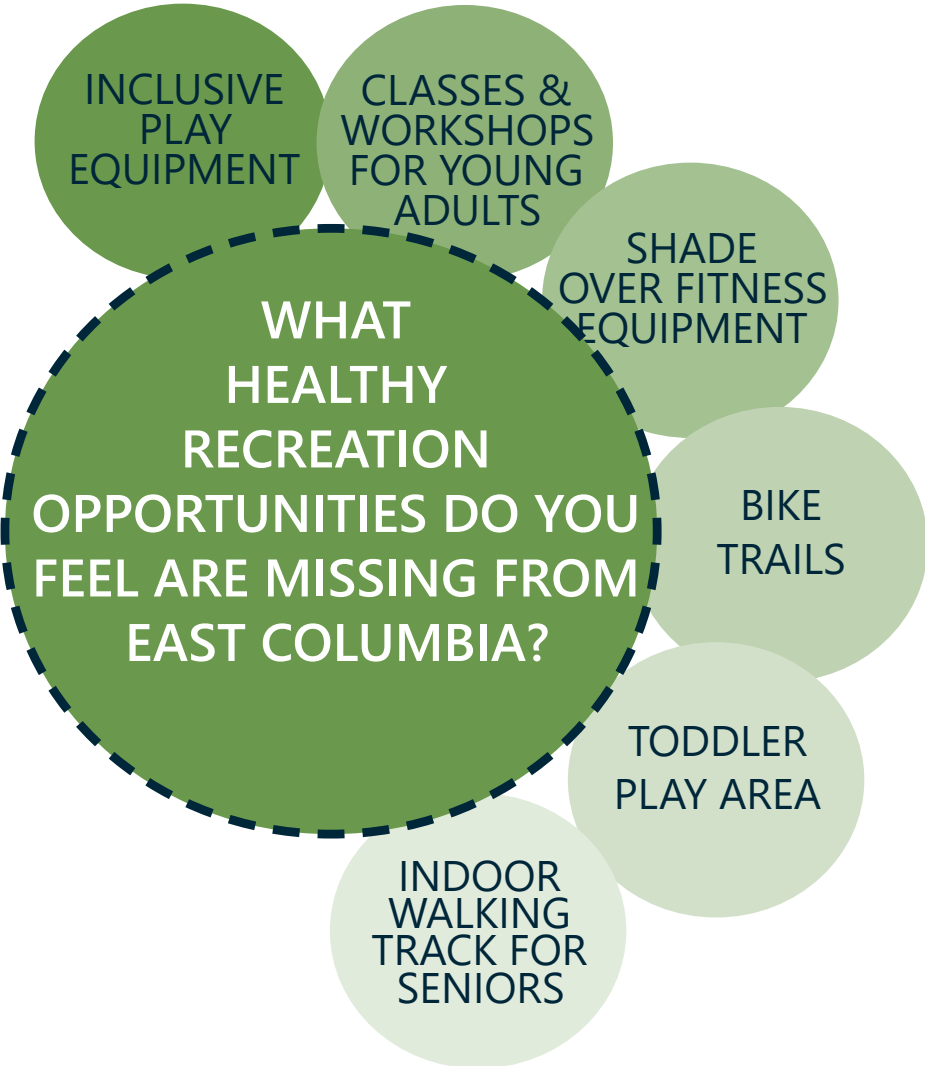 INCLUSIVE
PLAY
EQUIPMENT
CLASSES &
WORKSHOPS
FOR YOUNG
ADULTS
SHADE
OVER FITNESS
EQUIPMENT
WHAT
HEALTHY
RECREATION
OPPORTUNITIES DO YOU
FEEL ARE MISSING FROM
EAST COLUMBIA?
BIKE
TRAILS
TODDLER
PLAY AREA
INDOOR
WALKING
TRACK FOR
SENIORS